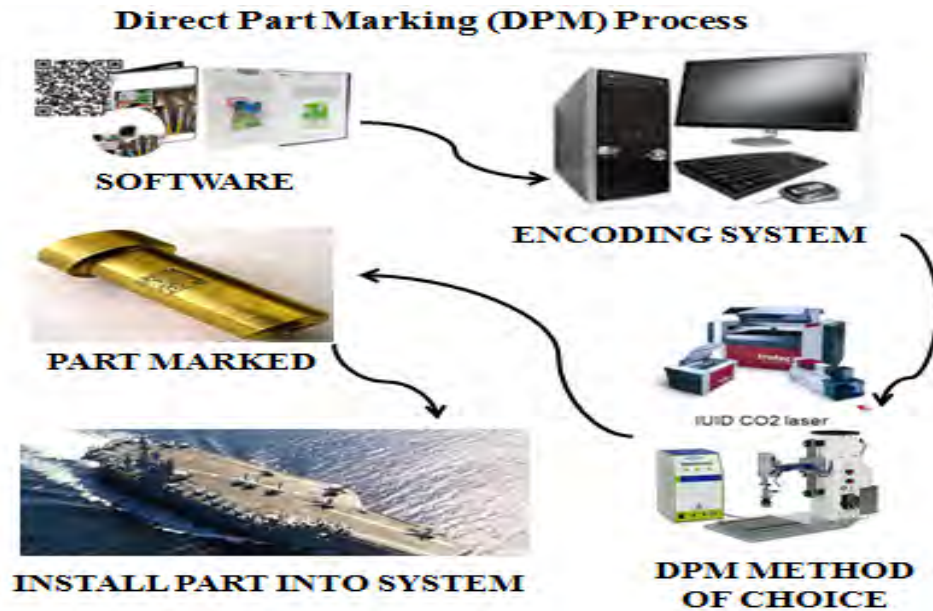 Direct Part Marking (DPM) Process
SOFTWARE
ENCODING SYSTEM
PART MARKED
trotec
IUID CO2 laser
INSTALL PART INTO SYSTEM
DPM METHOD
OF CHOICE